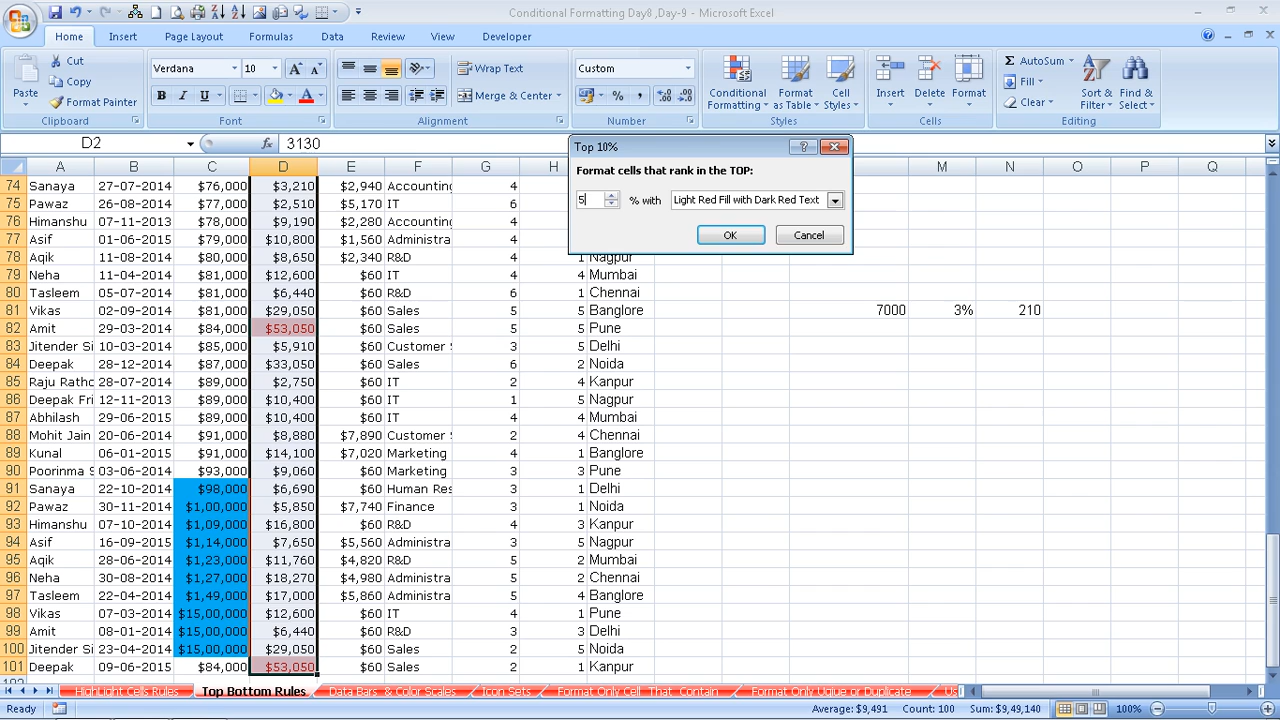 Conditional Formatting Day8 ,Day-9 - Microsoft Excel
Home Insert Page Layout Formulas Data Review View Developer
Paste Cut Copy Format Painter Clipboard
Verdana 10 B I U Font
Wrap Text Merge & Center Alignment
Custom % , Number
Conditional Formatting Format as Table Cell Styles Styles
Insert Delete Format Cells
AutoSum Fill Clear Sort & Filter Find & Select Editing
D2 fx 3130
A B C D E F G H M N O P Q
Top 10%
Format cells that rank in the TOP:
5 % with Light Red Fill with Dark Red Text
OK Cancel
74 Sanaya 27-07-2014 $76,000 $3,210 $2,940 Accounting 4
75 Pawaz 26-08-2014 $77,000 $2,510 $5,170 IT 6
76 Himanshu 07-11-2013 $78,000 $9,190 $2,280 Accounting 4
77 Asif 01-06-2015 $79,000 $10,800 $1,560 Administra 4
78 Aqik 11-08-2014 $80,000 $8,650 $2,340 R&D 4 1 Nagpur
79 Neha 11-04-2014 $81,000 $12,600 $60 IT 4 4 Mumbai
80 Tasleem 05-07-2014 $81,000 $6,440 $60 R&D 6 1 Chennai
81 Vikas 02-09-2014 $81,000 $29,050 $60 Sales 5 5 Banglore 7000 3% 210
82 Amit 29-03-2014 $84,000 $53,050 $60 Sales 5 5 Pune
83 Jitender Si 10-03-2014 $85,000 $5,910 $60 Customer S 3 5 Delhi
84 Deepak 28-12-2014 $87,000 $33,050 $60 Sales 6 2 Noida
85 Raju Ratho 28-07-2014 $89,000 $2,750 $60 IT 2 4 Kanpur
86 Deepak Fri 12-11-2013 $89,000 $10,400 $60 IT 1 5 Nagpur
87 Abhilash 29-06-2015 $89,000 $10,400 $60 IT 4 4 Mumbai
88 Mohit Jain 20-06-2014 $91,000 $8,880 $7,890 Customer S 2 4 Chennai
89 Kunal 06-01-2015 $91,000 $14,100 $7,020 Marketing 4 1 Banglore
90 Poorinma S 03-06-2014 $93,000 $9,060 $60 Marketing 3 3 Pune
91 Sanaya 22-10-2014 $98,000 $6,690 $60 Human Res 3 1 Delhi
92 Pawaz 30-11-2014 $1,00,000 $5,850 $7,740 Finance 3 1 Noida
93 Himanshu 07-10-2014 $1,09,000 $16,800 $60 R&D 4 3 Kanpur
94 Asif 16-09-2015 $1,14,000 $7,650 $5,560 Administra 3 5 Nagpur
95 Aqik 28-06-2014 $1,23,000 $11,760 $4,820 R&D 5 2 Mumbai
96 Neha 30-08-2014 $1,27,000 $18,270 $4,980 Administra 5 2 Chennai
97 Tasleem 22-04-2014 $1,49,000 $17,000 $5,860 Administra 5 4 Banglore
98 Vikas 07-03-2014 $15,00,000 $12,600 $60 IT 4 1 Pune
99 Amit 08-01-2014 $15,00,000 $6,440 $60 R&D 3 3 Delhi
100 Jitender Si 23-04-2014 $15,00,000 $29,050 $60 Sales 2 5 Noida
101 Deepak 09-06-2015 $84,000 $53,050 $60 Sales 2 1 Kanpur
HighLight Cells Rules Top Bottom Rules Data Bars & Color Scales Icon Sets Format Only Cell That Contain Format Only Uqiue or Duplicate Us
Ready Average: $9,491 Count: 100 Sum: $9,49,140 100%